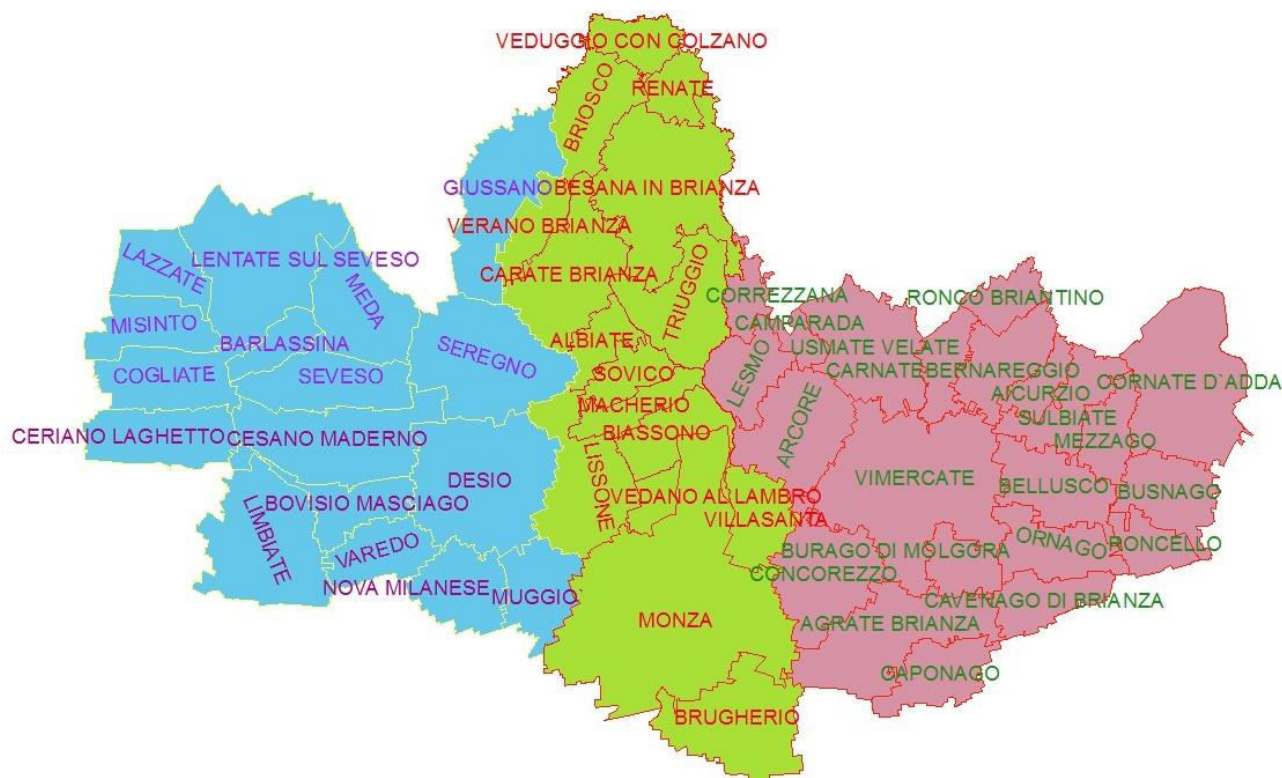 VEDUGGIO CON COLZANO
BRIOSCO
RENATE
GIUSSANO
BESANA IN BRIANZA
VERANO BRIANZA
CARATE BRIANZA
TRIUGGIO
LAZZATE
LENTATE SUL SEVESO
MEDA
MISINTO
BARLASSINA
COGLIATE
SEVESO
SEREGNO
ALBIATE
SOVICO
MACHERIO
BIASSONO
LISSONE
CERIANO LAGHETTO
CESANO MADERNO
DESIO
LIMBIATE
BOVISIO MASCIAGO
VAREDO
NOVA MILANESE
MUGGIO`
VEDANO AL LAMBRO
VILLASANTA
MONZA
BRUGHERIO
CORREZZANA
CAMPARADA
LESMO
USMATE VELATE
RONCO BRIANTINO
CARNATE
BERNAREGGIO
AICURZIO
CORNATE D`ADDA
SULBIATE
MEZZAGO
ARCORE
VIMERCATE
BELLUSCO
BUSNAGO
BURAGO DI MOLGORA
ORNAGO
RONCELLO
CONCOREZZO
CAVENAGO DI BRIANZA
AGRATE BRIANZA
CAPONAGO